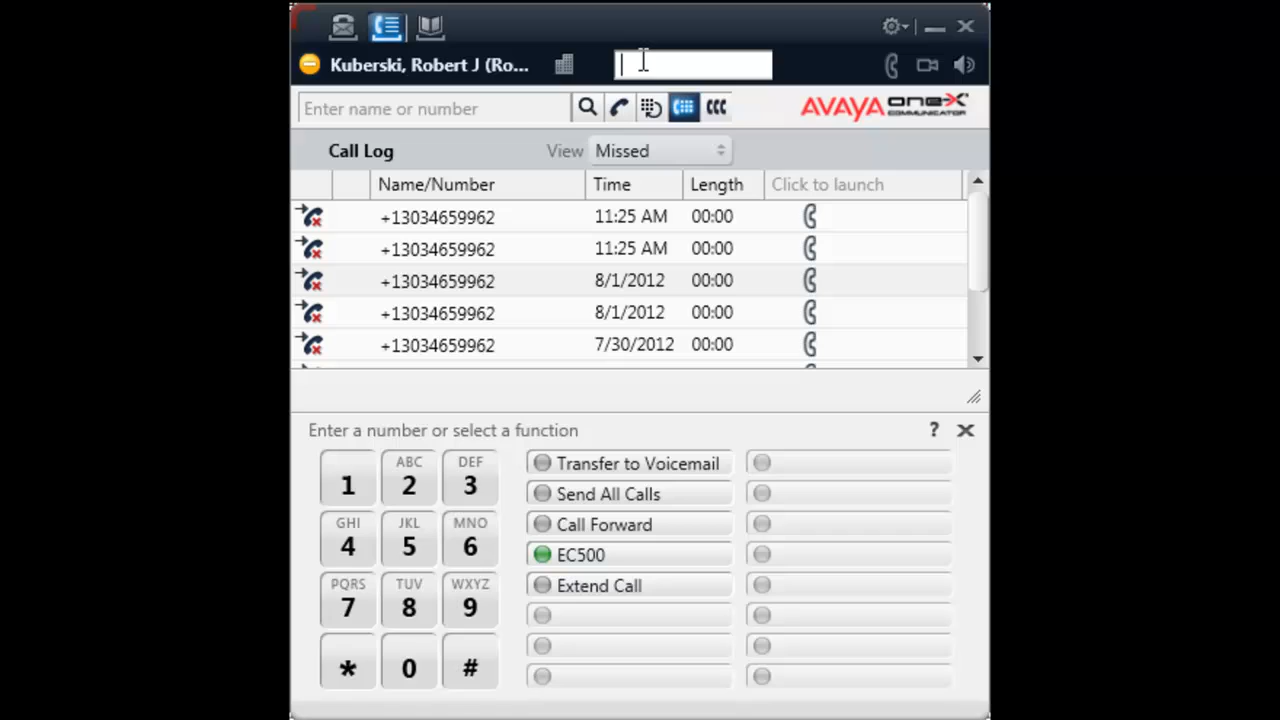 Kuberski, Robert J (Ro...
Enter name or number
AVAYA one-X
COMMUNICATOR
Call Log View Missed
Name/Number Time Length Click to launch
+13034659962 11:25 AM 00:00
+13034659962 11:25 AM 00:00
+13034659962 8/1/2012 00:00
+13034659962 8/1/2012 00:00
+13034659962 7/30/2012 00:00
Enter a number or select a function ?
1 ABC 2 DEF 3
GHI 4 JKL 5 MNO 6
PQRS 7 TUV 8 WXYZ 9
* 0 #
Transfer to Voicemail
Send All Calls
Call Forward
EC500
Extend Call